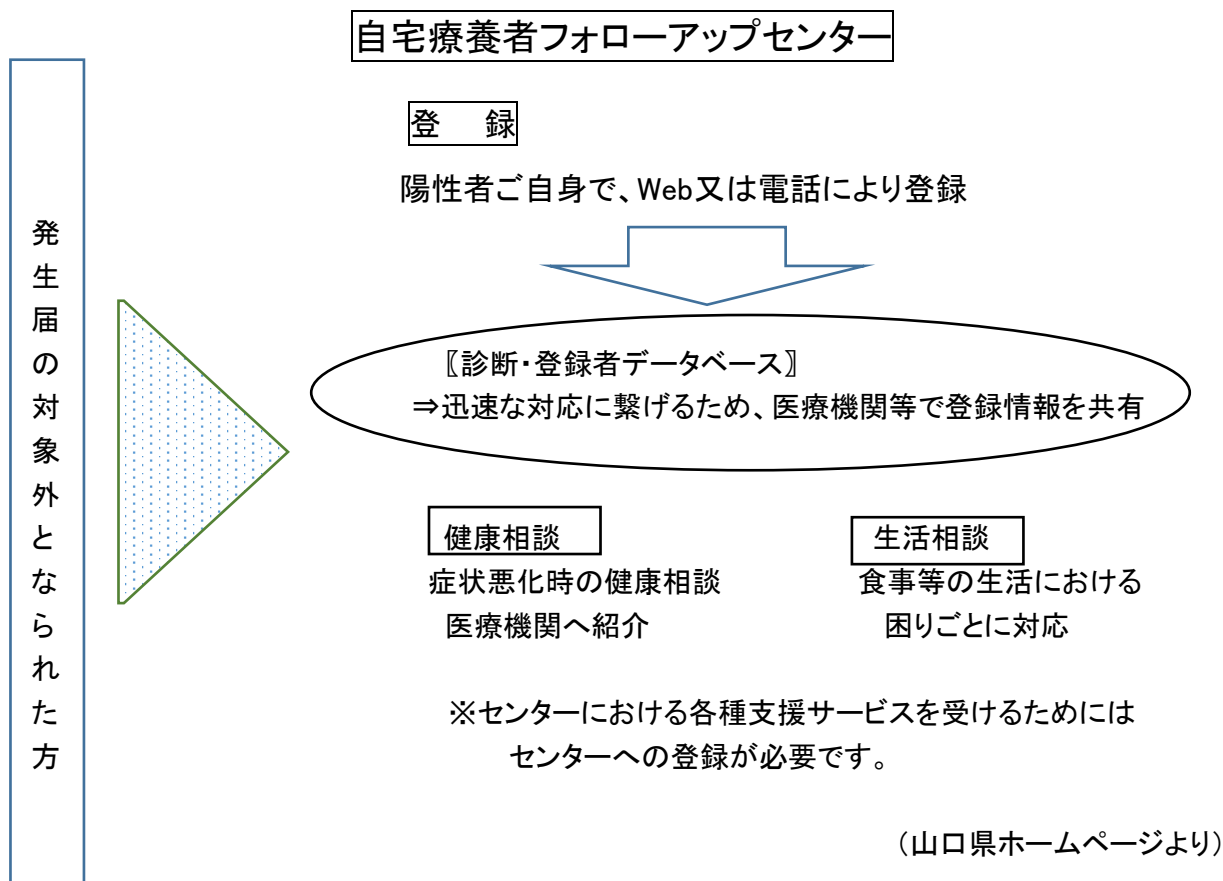 自宅療養者フォローアップセンター
発生届の対象外となられた方
登　録
陽性者ご自身で、Web又は電話により登録
〖診断・登録者データベース〗
⇒迅速な対応に繋げるため、医療機関等で登録情報を共有
健康相談
症状悪化時の健康相談
医療機関へ紹介
生活相談
食事等の生活における
困りごとに対応
※センターにおける各種支援サービスを受けるためには
センターへの登録が必要です。
（山口県ホームページより）